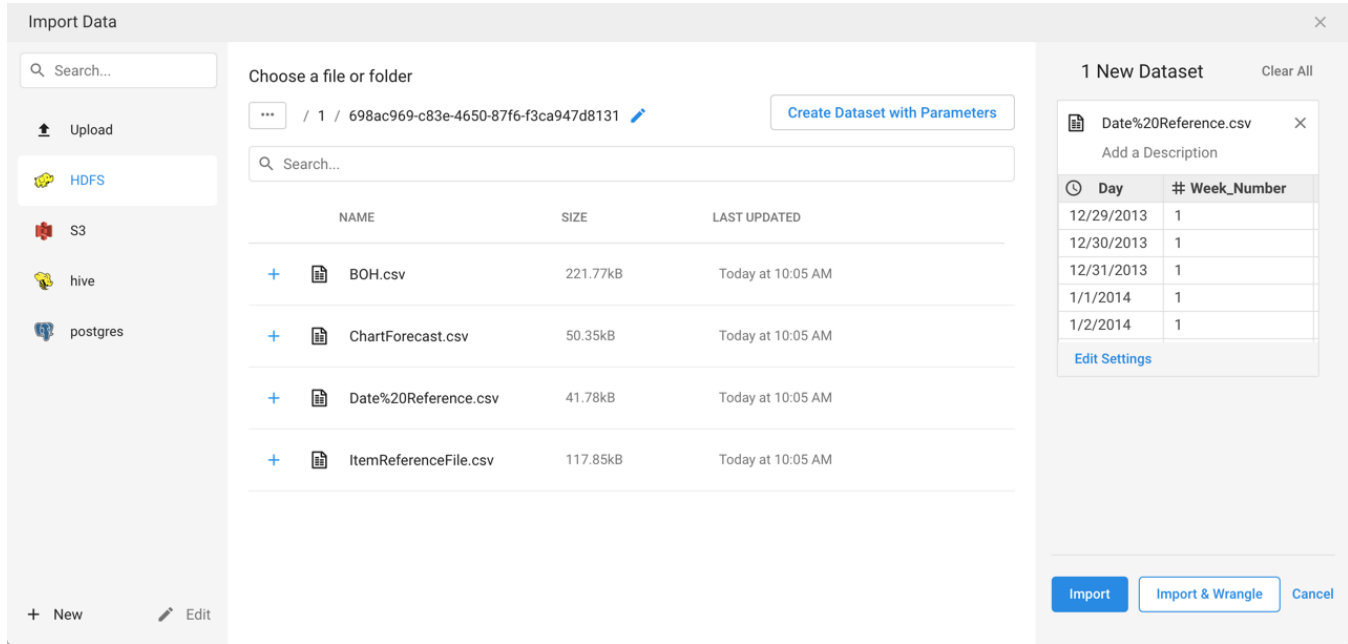 Import Data
Search...
Upload
HDFS
S3
hive
postgres
+ New
Edit
Choose a file or folder
... / 1 / 698ac969-c83e-4650-87f6-f3ca947d8131
Create Dataset with Parameters
Search...
NAME SIZE LAST UPDATED
+ BOH.csv 221.77kB Today at 10:05 AM
+ ChartForecast.csv 50.35kB Today at 10:05 AM
+ Date%20Reference.csv 41.78kB Today at 10:05 AM
+ ItemReferenceFile.csv 117.85kB Today at 10:05 AM
1 New Dataset Clear All
Date%20Reference.csv
Add a Description
Day # Week_Number
12/29/2013 1
12/30/2013 1
12/31/2013 1
1/1/2014 1
1/2/2014 1
Edit Settings
Import Import & Wrangle Cancel